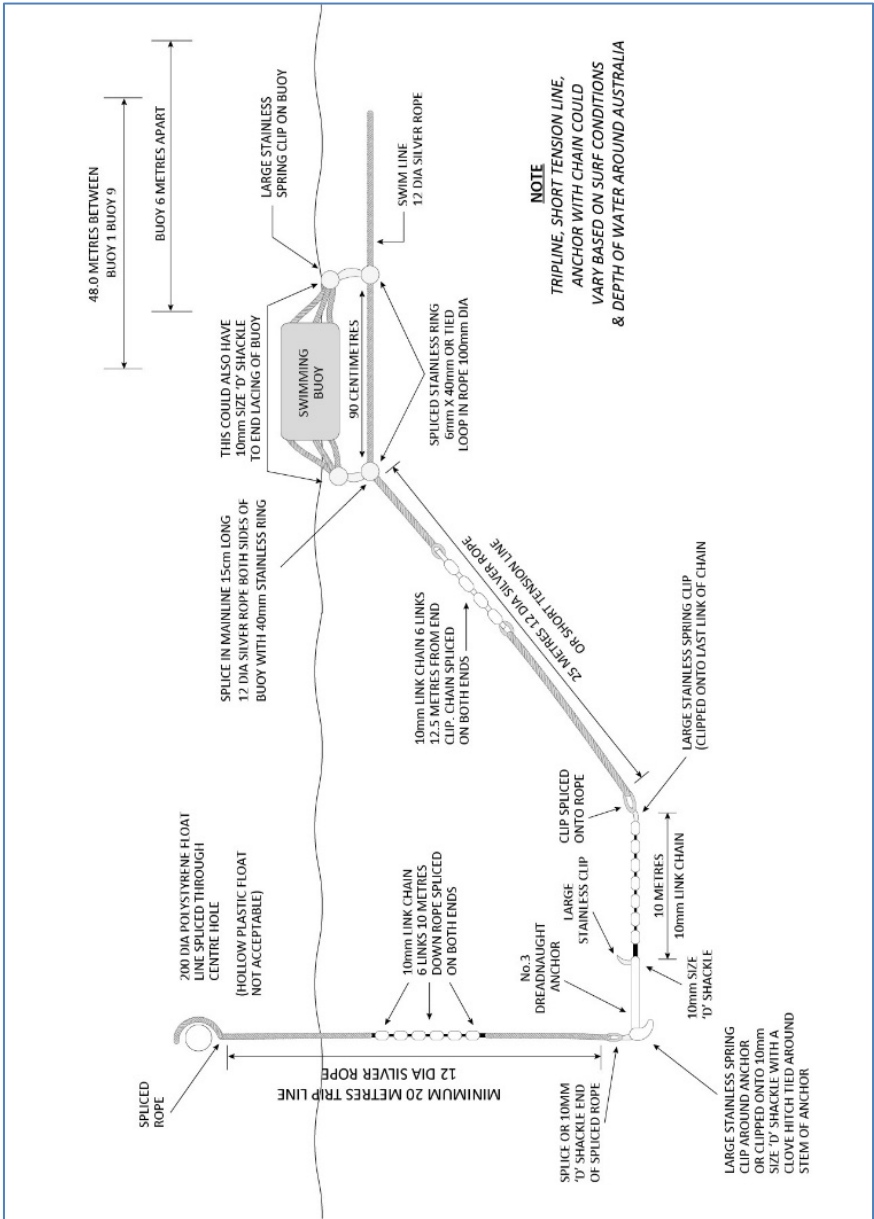 48.0 METRES BETWEEN
BUOY 1 BUOY 9
BUOY 6 METRES APART
LARGE STAINLESS
SPRING CLIP ON BUOY
THIS COULD ALSO HAVE
10mm SIZE 'D' SHACKLE
TO END LACING OF BUOY
SWIMMING
BUOY
90 CENTIMETRES
SWIM LINE
12 DIA SILVER ROPE
SPLICED STAINLESS RING
6mm X 40mm OR TIED
LOOP IN ROPE 100mm DIA
NOTE
TRIPLINE, SHORT TENSION LINE,
ANCHOR WITH CHAIN COULD
VARY BASED ON SURF CONDITIONS
& DEPTH OF WATER AROUND AUSTRALIA
SPLICE IN MAINLINE 15cm LONG
12 DIA SILVER ROPE BOTH SIDES OF
BUOY WITH 40mm STAINLESS RING
10mm LINK CHAIN 6 LINKS
12.5 METRES FROM END
CLIP. CHAIN SPLICED
ON BOTH ENDS
25 METRES 12 DIA SILVER ROPE
OR SHORT TENSION LINE
200 DIA POLYSTYRENE FLOAT
LINE SPLICED THROUGH
CENTRE HOLE
(HOLLOW PLASTIC FLOAT
NOT ACCEPTABLE)
SPLICED
ROPE
MINIMUM 20 METRES TRIP LINE
12 DIA SILVER ROPE
10mm LINK CHAIN
6 LINKS 10 METRES
DOWN ROPE SPLICED
ON BOTH ENDS
SPLICE OR 10MM
'D' SHACKLE END
OF SPLICED ROPE
No.3
DREADNAUGHT
ANCHOR
LARGE
STAINLESS CLIP
CLIP SPLICED
ONTO ROPE
10 METRES
10mm LINK CHAIN
LARGE STAINLESS SPRING CLIP
(CLIPPED ONTO LAST LINK OF CHAIN
10mm SIZE
'D' SHACKLE
LARGE STAINLESS SPRING
CLIP AROUND ANCHOR
OR CLIPPED ONTO 10mm
SIZE 'D' SHACKLE WITH A
CLOVE HITCH TIED AROUND
STEM OF ANCHOR